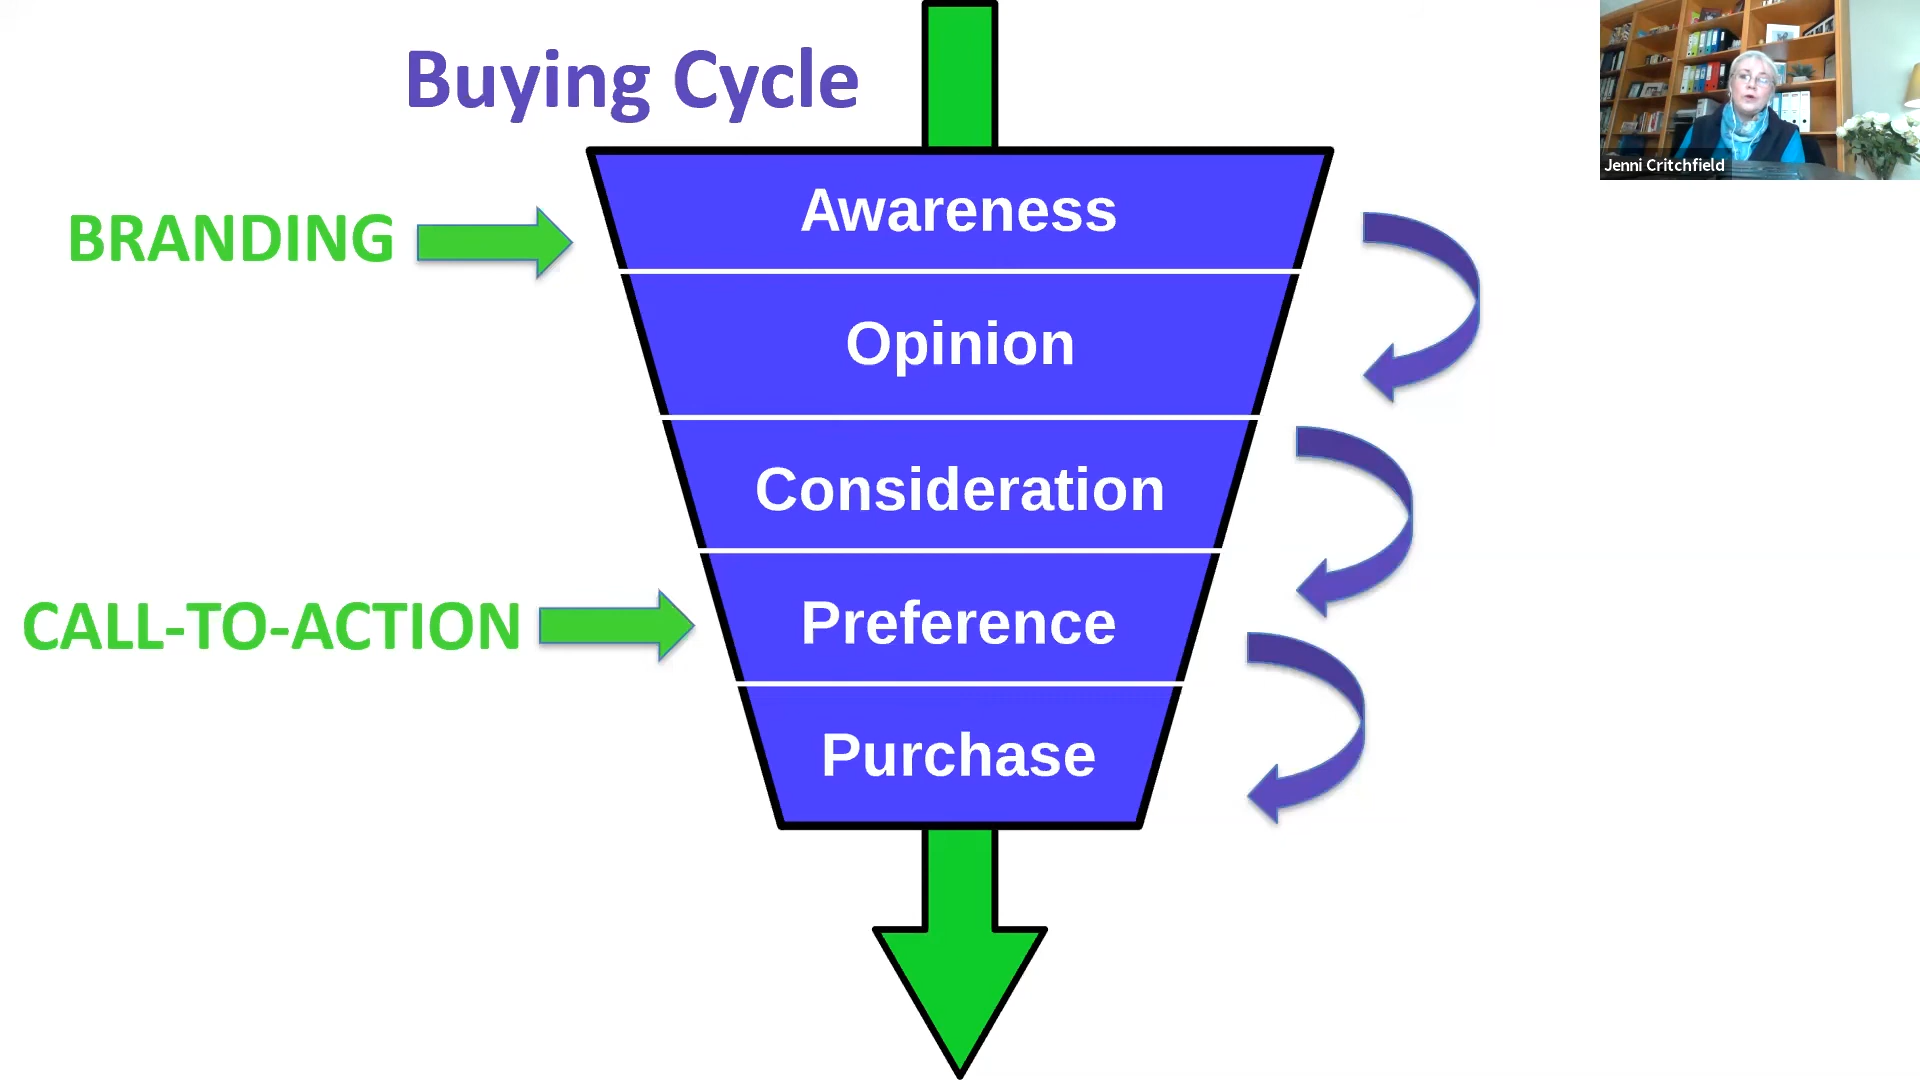 Buying Cycle
Jenni Critchfield
BRANDING
Awareness
Opinion
Consideration
CALL-TO-ACTION
Preference
Purchase